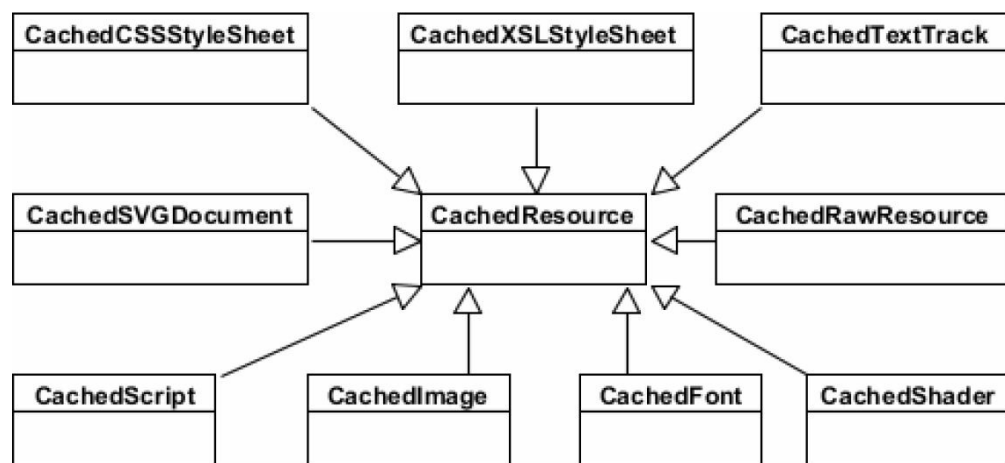 CachedCSSStyleSheet
CachedXSLStyleSheet
CachedTextTrack
CachedSVGDocument
CachedResource
CachedRawResource
CachedScript
CachedImage
CachedFont
CachedShader